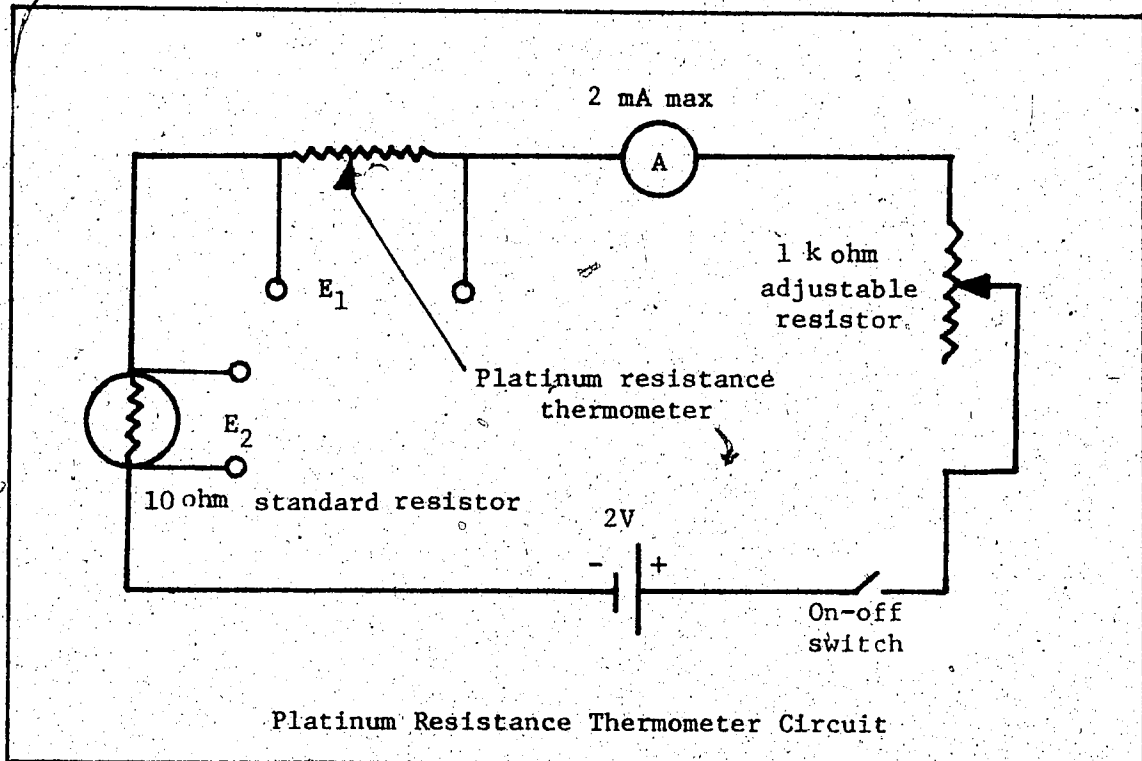 2 mA max
A
1 k ohm
adjustable
resistor
E1
Platinum resistance
thermometer
E2
10 ohm standard resistor
2V
- +
On-off
switch
Platinum Resistance Thermometer Circuit